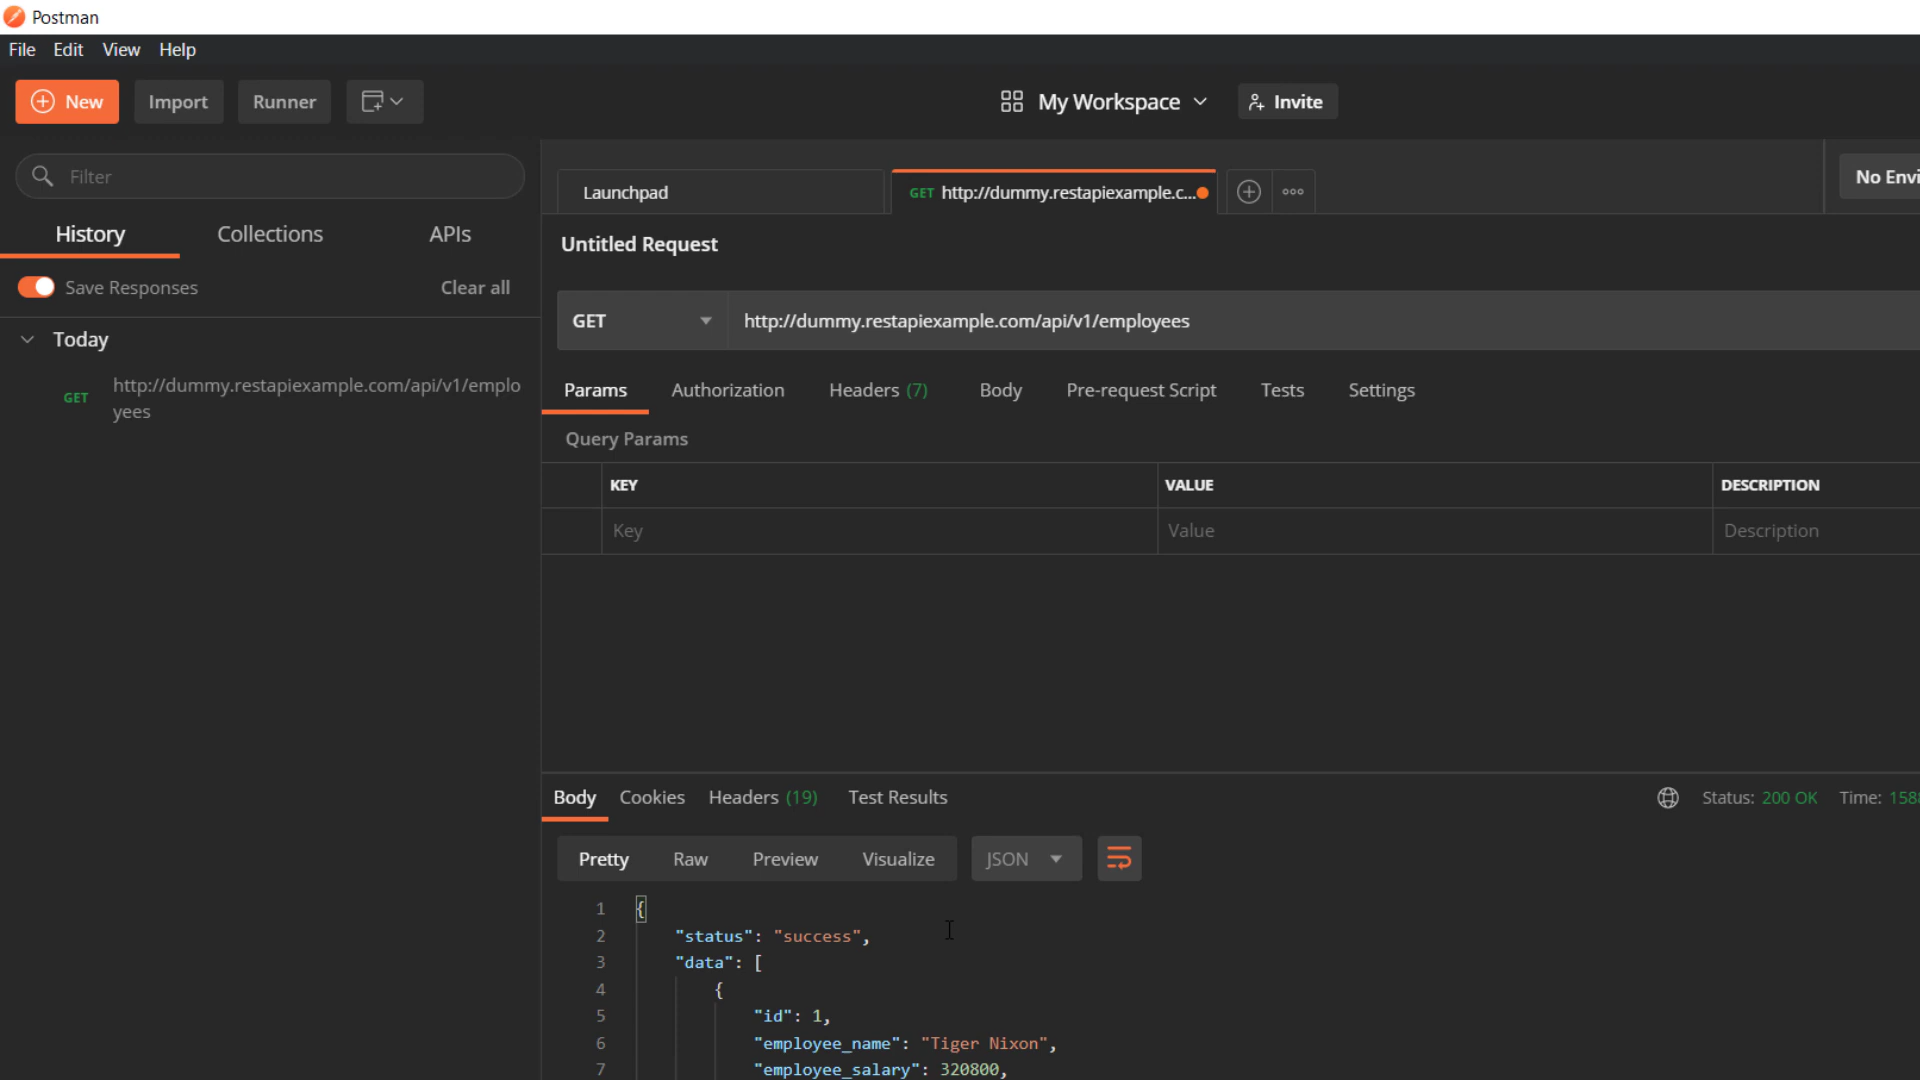 Postman
File Edit View Help
New Import Runner My Workspace Invite
Filter
Launchpad GET http://dummy.restapiexample.c... No Envi
History Collections APIs
Untitled Request
Save Responses Clear all
GET http://dummy.restapiexample.com/api/v1/employees
Today
GET http://dummy.restapiexample.com/api/v1/emplo
yees
Params Authorization Headers (7) Body Pre-request Script Tests Settings
Query Params
KEY VALUE DESCRIPTION
Key Value Description
Body Cookies Headers (19) Test Results Status: 200 OK Time: 158
Pretty Raw Preview Visualize JSON
1 {
2 "status": "success",
3 "data": [
4 {
5 "id": 1,
6 "employee_name": "Tiger Nixon",
7 "employee_salary": 320800,